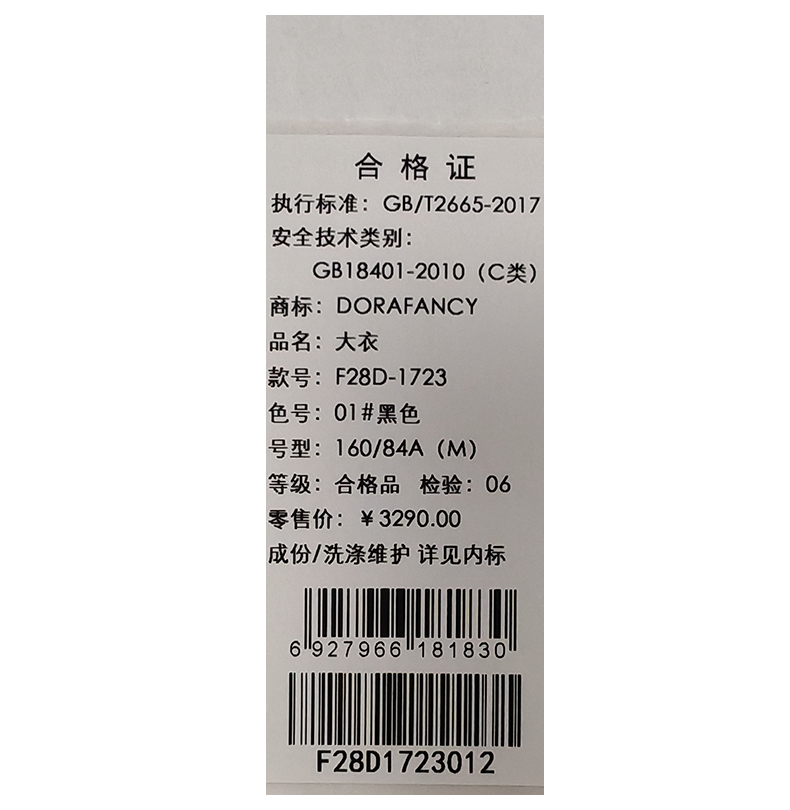 合格证
执行标准：GB/T2665-2017
安全技术类别：
GB18401-2010（C类）
商标：DORAFANCY
品名：大衣
款号：F28D-1723
色号：01#黑色
号型：160/84A（M）
等级：合格品 检验：06
零售价：￥3290.00
成份/洗涤维护 详见内标
6 927966 181830
F28D1723012